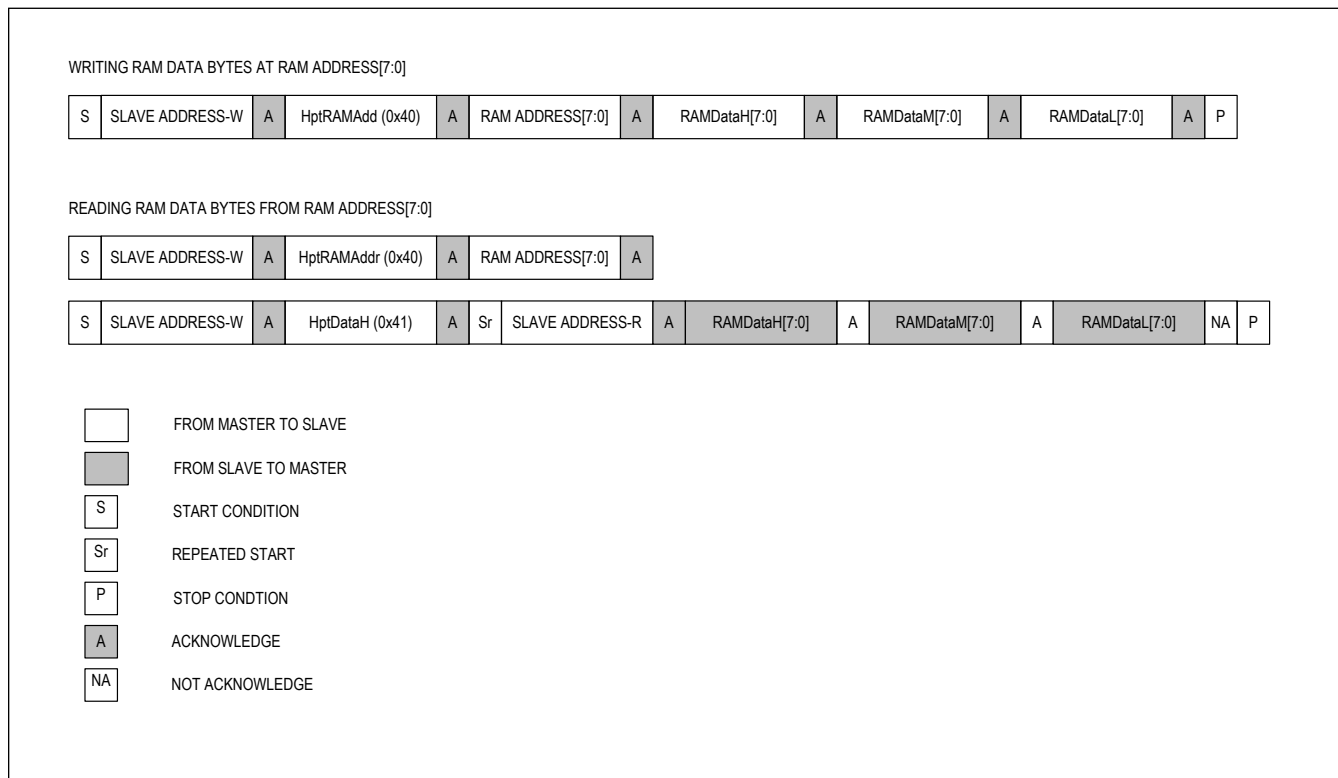 WRITING RAM DATA BYTES AT RAM ADDRESS[7:0]
S SLAVE ADDRESS-W A HptRAMAdd (0x40) A RAM ADDRESS[7:0] A RAMDataH[7:0] A RAMDataM[7:0] A RAMDataL[7:0] A P
READING RAM DATA BYTES FROM RAM ADDRESS[7:0]
S SLAVE ADDRESS-W A HptRAMAddr (0x40) A RAM ADDRESS[7:0] A
S SLAVE ADDRESS-W A HptDataH (0x41) A Sr SLAVE ADDRESS-R A RAMDataH[7:0] A RAMDataM[7:0] A RAMDataL[7:0] NA P
FROM MASTER TO SLAVE
FROM SLAVE TO MASTER
S START CONDITION
Sr REPEATED START
P STOP CONDTION
A ACKNOWLEDGE
NA NOT ACKNOWLEDGE